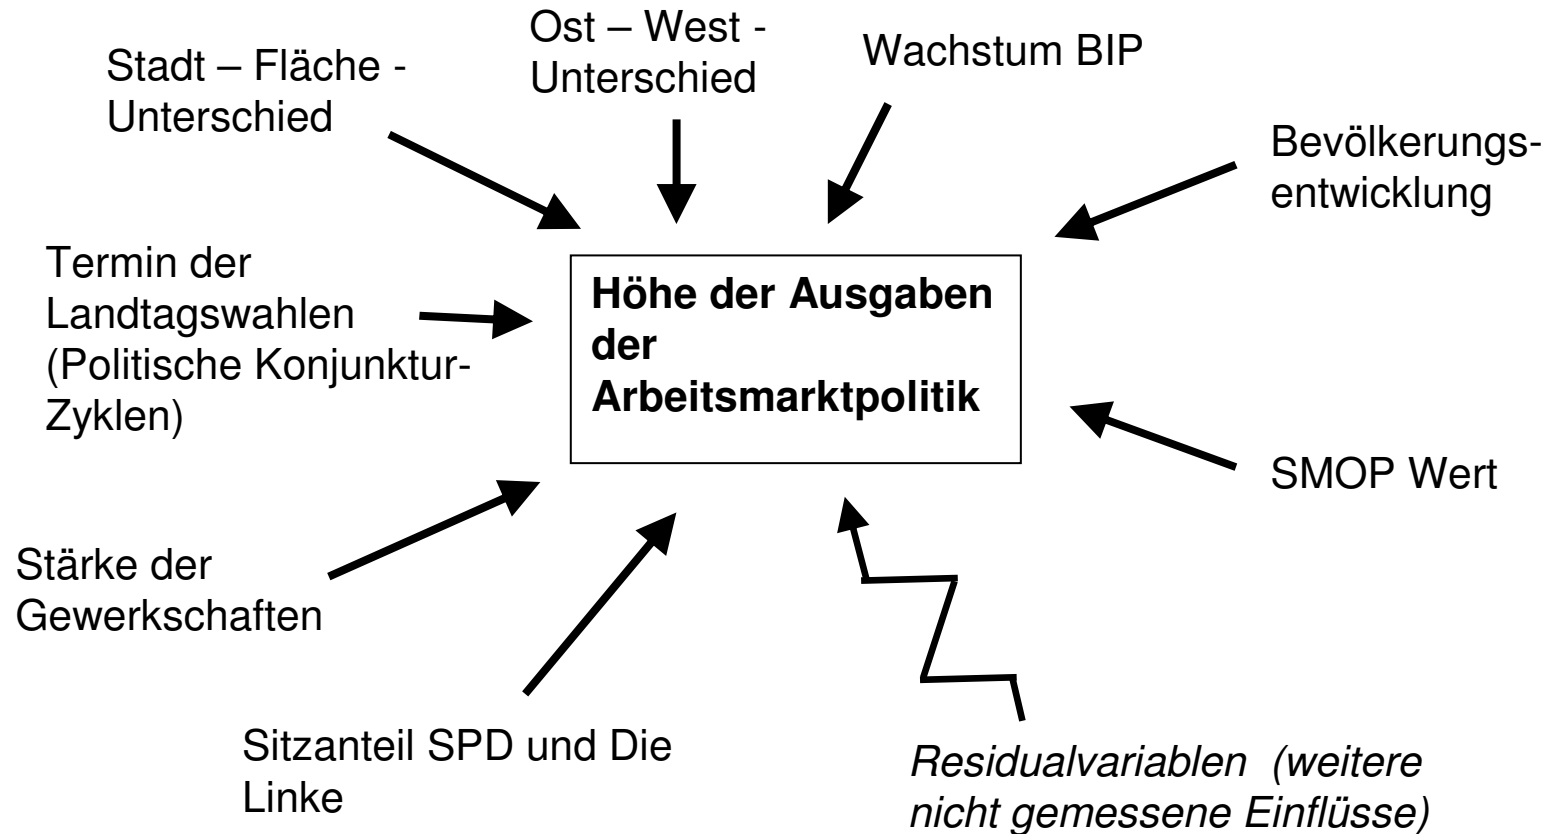 Stadt – Fläche -
Unterschied
Ost – West -
Unterschied
Wachstum BIP
Bevölkerungs-
entwicklung
Termin der
Landtagswahlen
(Politische Konjunktur-
Zyklen)
Höhe der Ausgaben
der
Arbeitsmarktpolitik
SMOP Wert
Stärke der
Gewerkschaften
Sitzanteil SPD und Die
Linke
Residualvariablen (weitere
nicht gemessene Einflüsse)